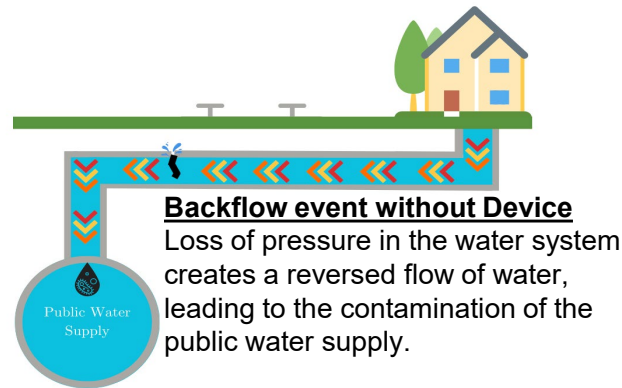 Backflow event without Device
Loss of pressure in the water system
creates a reversed flow of water,
leading to the contamination of the
public water supply.
Public Water
Supply